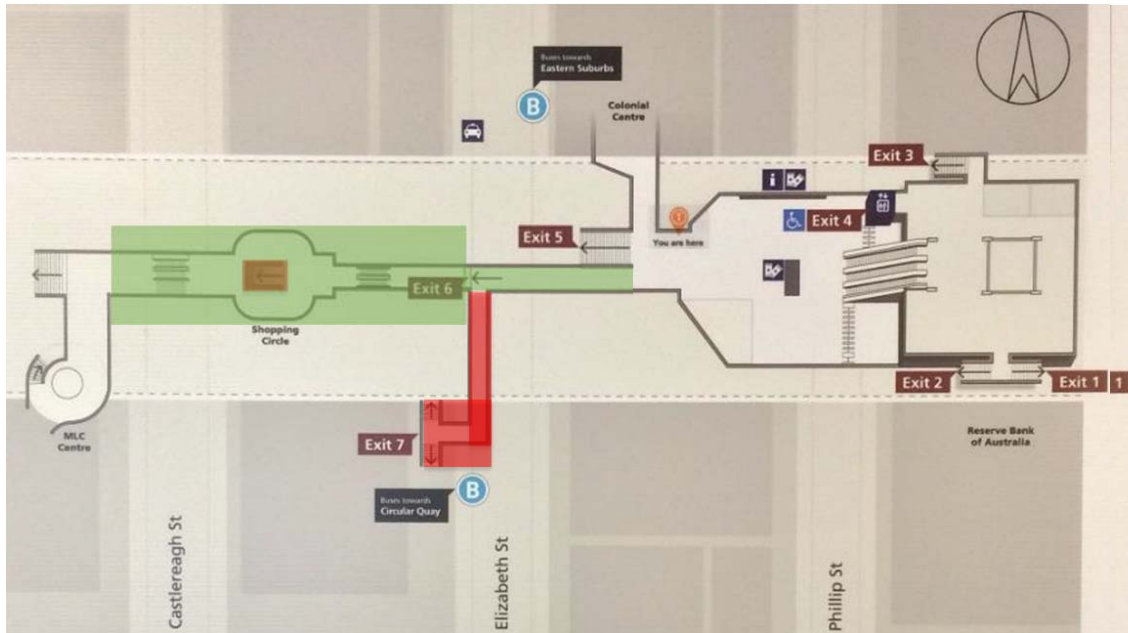 Buses towards
Eastern Suburbs
B
Colonial
Centre
Exit 3
i
Exit 4
Exit 5
You are here
Exit 6
Shopping
Circle
Exit 2
Exit 1
1
MLC
Centre
Exit 7
Reserve Bank
of Australia
Buses towards
Circular Quay
B
Castlereagh St
Elizabeth St
Phillip St